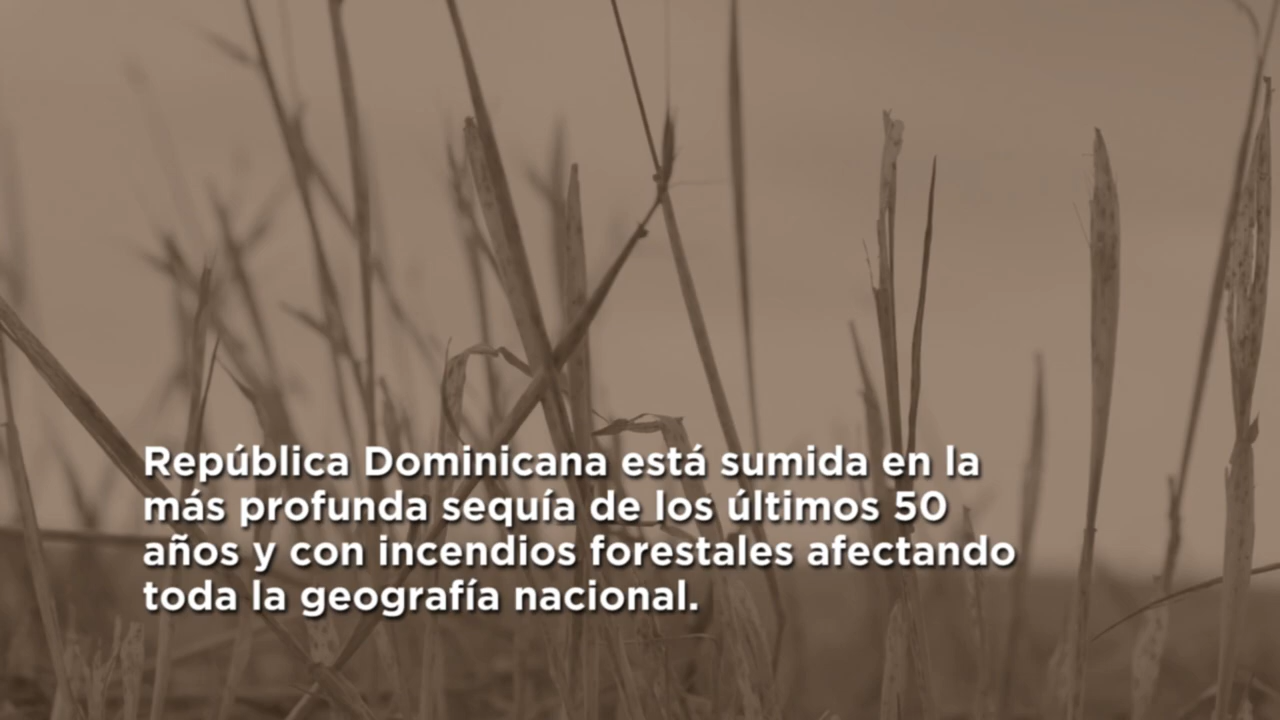 República Dominicana está sumida en la
más profunda sequía de los últimos 50
años y con incendios forestales afectando
toda la geografía nacional.